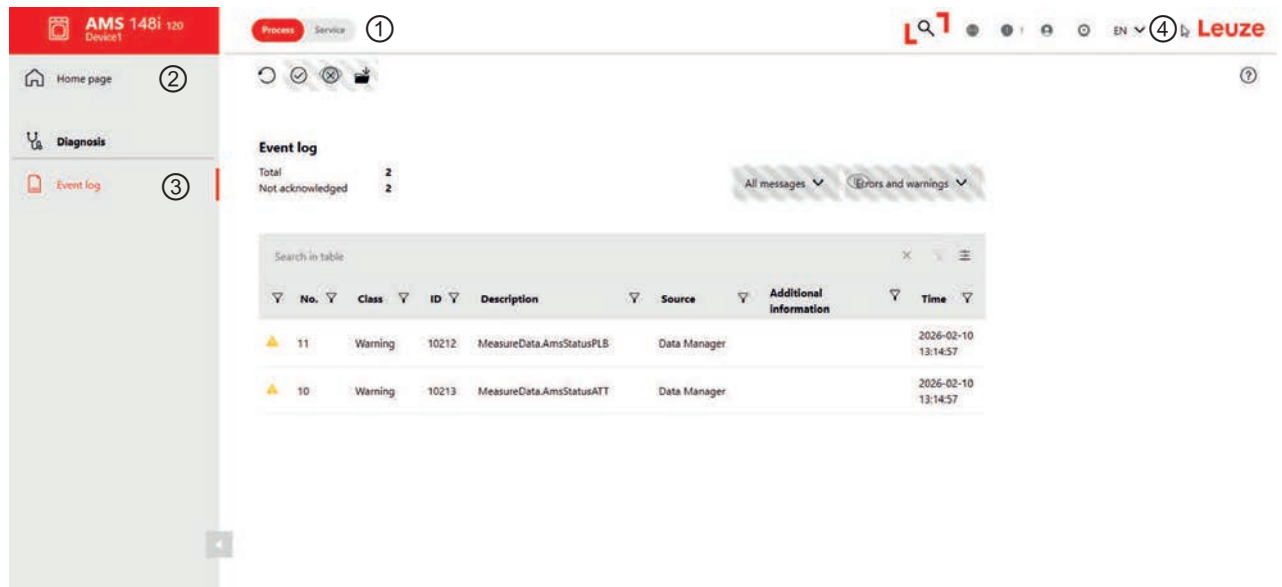 AMS 148i 120
Device1
Process Service ①
EN ④ Leuze
Home page ②
Diagnosis
Event log ③
Event log
Total 2
Not acknowledged 2
All messages Errors and warnings
Search in table
No. Class ID Description Source Additional information Time
11 Warning 10212 MeasureData.AmsStatusPLB Data Manager 2026-02-10
13:14:57
10 Warning 10213 MeasureData.AmsStatusATT Data Manager 2026-02-10
13:14:57